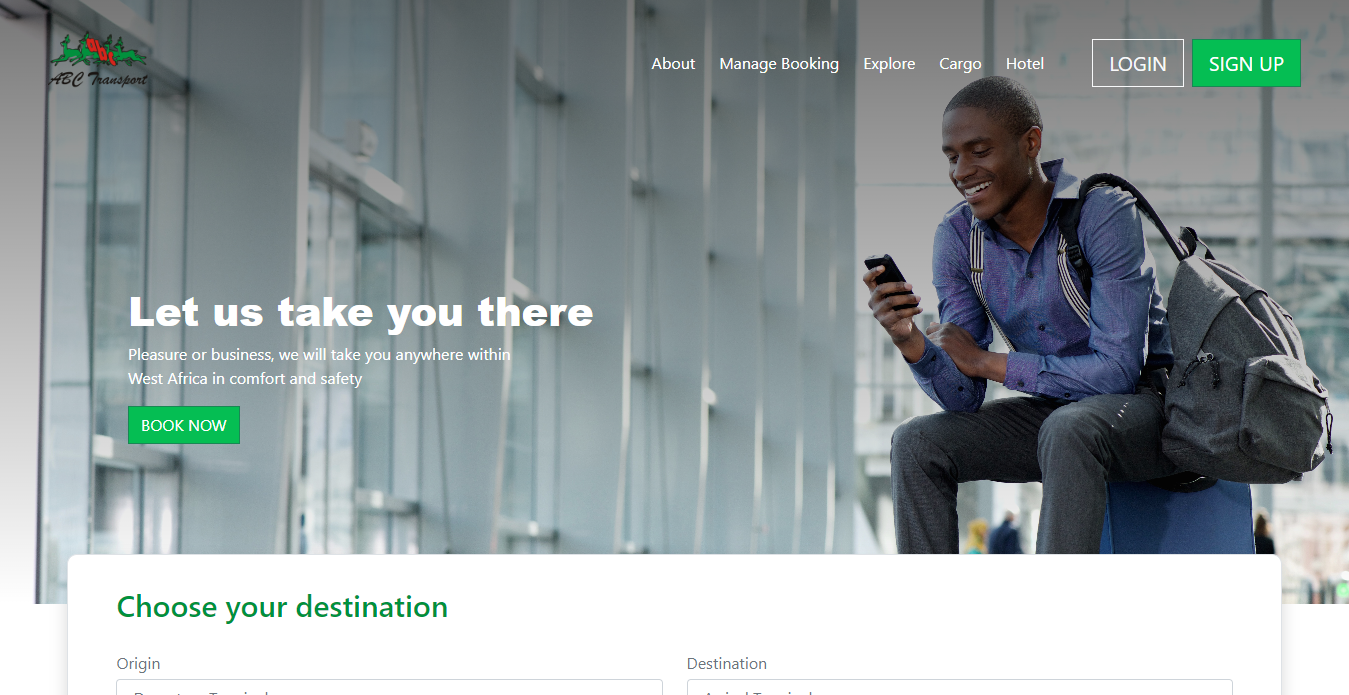 abc
ABC Transport
About
Manage Booking
Explore
Cargo
Hotel
LOGIN
SIGN UP
Let us take you there
Pleasure or business, we will take you anywhere within
West Africa in comfort and safety
BOOK NOW
Choose your destination
Origin
Destination